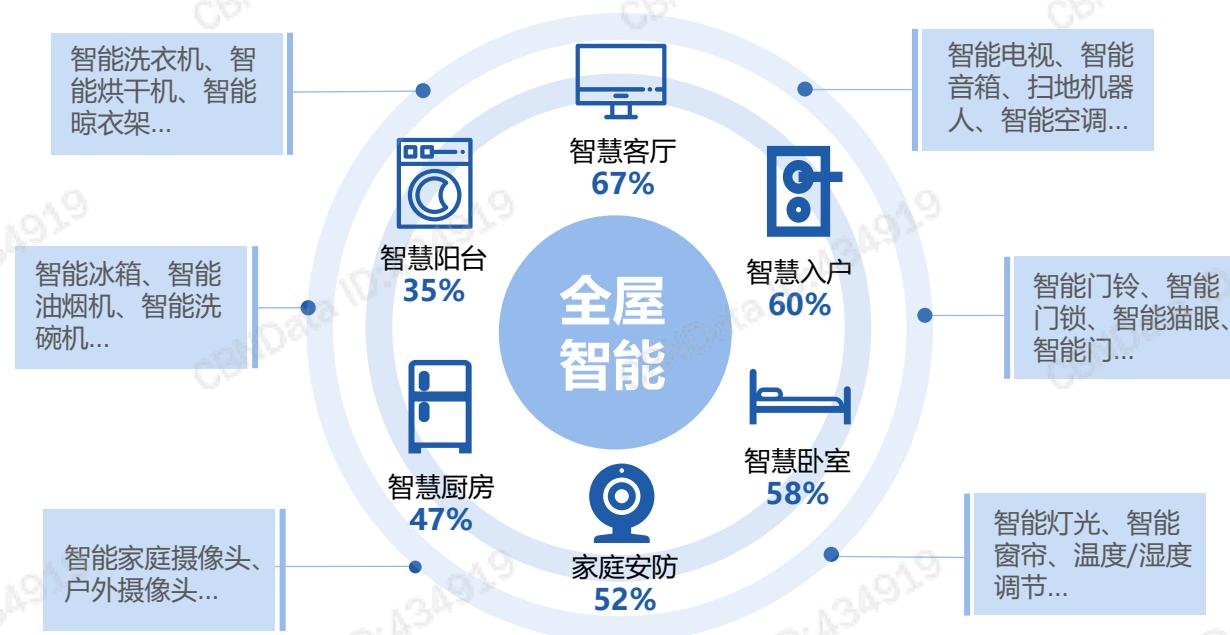 智能洗衣机、智
能烘干机、智能
晾衣架...
智能电视、智能
音箱、扫地机器
人、智能空调...
智慧客厅
67%
智慧阳台
35%
智慧入户
60%
全屋
智能
智能冰箱、智能
油烟机、智能洗
碗机...
智能门铃、智能
门锁、智能猫眼、
智能门...
智慧厨房
47%
智慧卧室
58%
家庭安防
52%
智能家庭摄像头、
户外摄像头...
智能灯光、智能
窗帘、温度/湿度
调节...
CBNData ID:434919